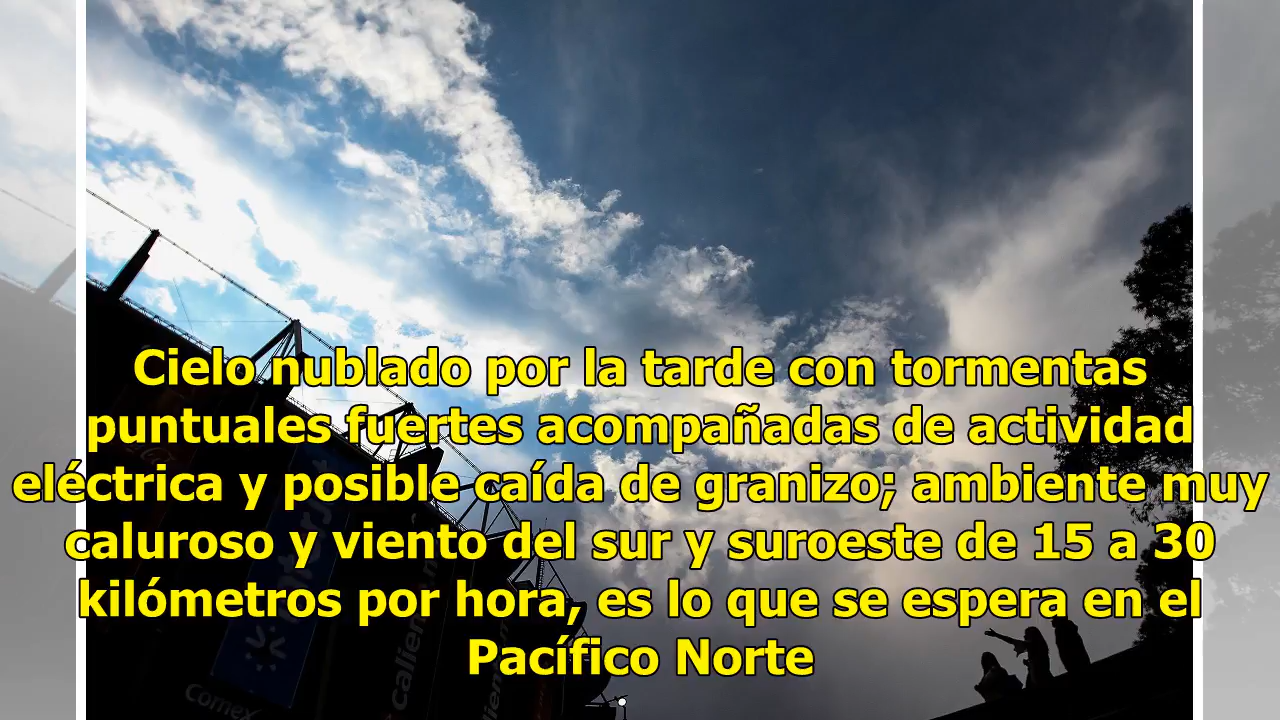 Cielo nublado por la tarde con tormentas
puntuales fuertes acompañadas de actividad
eléctrica y posible caída de granizo; ambiente muy
caluroso y viento del sur y suroeste de 15 a 30
kilómetros por hora, es lo que se espera en el
Pacífico Norte
Comex